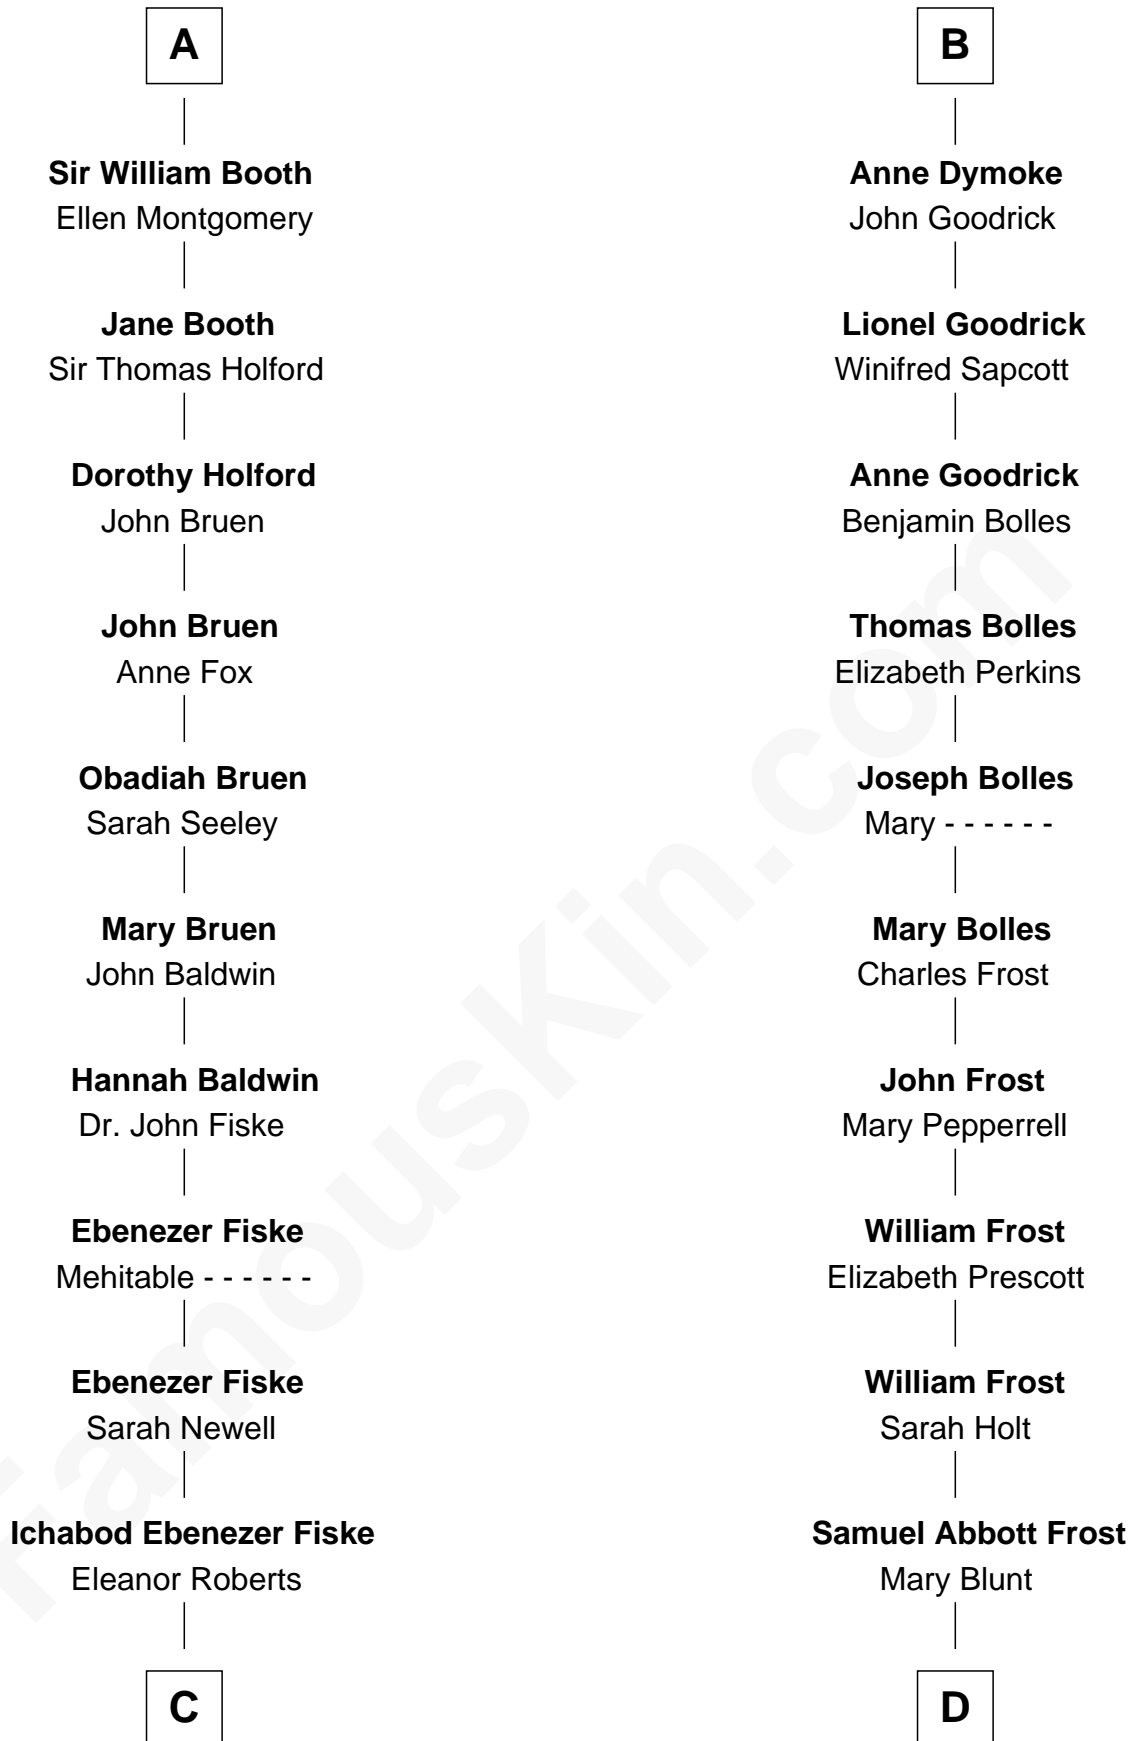 A
Sir William Booth
Ellen Montgomery
Jane Booth
Sir Thomas Holford
Dorothy Holford
John Bruen
John Bruen
Anne Fox
Obadiah Bruen
Sarah Seeley
Mary Bruen
John Baldwin
Hannah Baldwin
Dr. John Fiske
Ebenezer Fiske
Mehitable - - - - - -
Ebenezer Fiske
Sarah Newell
Ichabod Ebenezer Fiske
Eleanor Roberts
C
B
Anne Dymoke
John Goodrick
Lionel Goodrick
Winifred Sapcott
Anne Goodrick
Benjamin Bolles
Thomas Bolles
Elizabeth Perkins
Joseph Bolles
Mary - - - - - -
Mary Bolles
Charles Frost
John Frost
Mary Pepperrell
William Frost
Elizabeth Prescott
William Frost
Sarah Holt
Samuel Abbott Frost
Mary Blunt
D
FamousKin.com